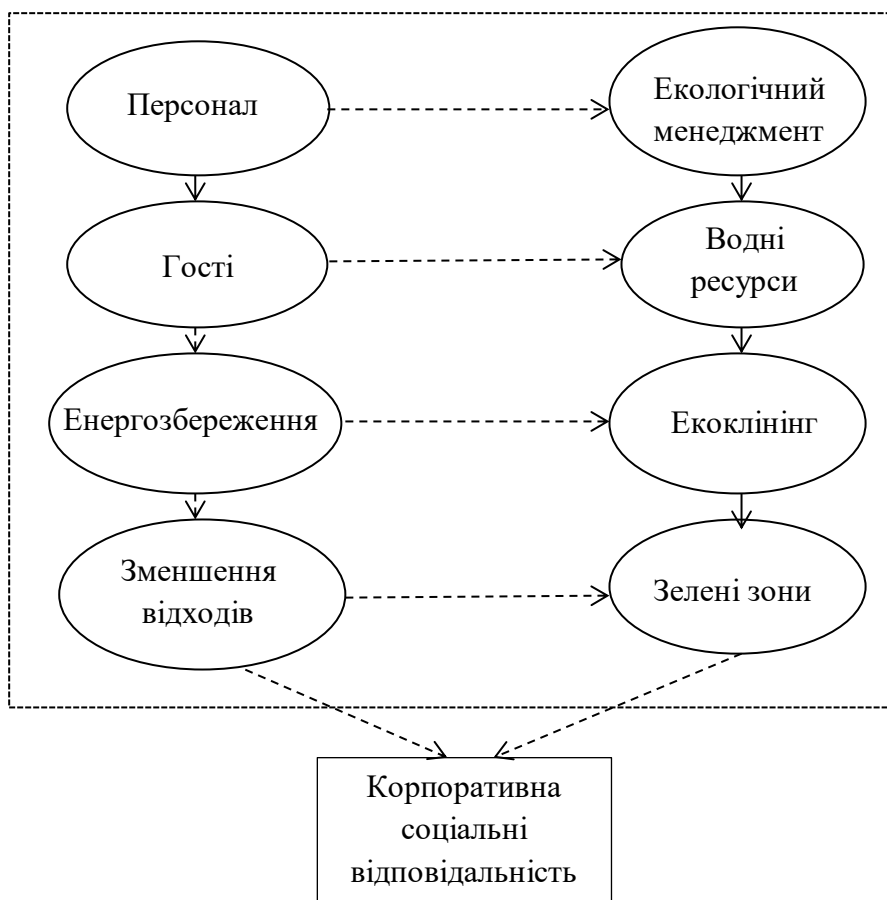 Персонал
Екологічний
менеджмент
Гості
Водні
ресурси
Енергозбереження
Екоклінінг
Зменшення
відходів
Зелені зони
Корпоративна
соціальні
відповідальність